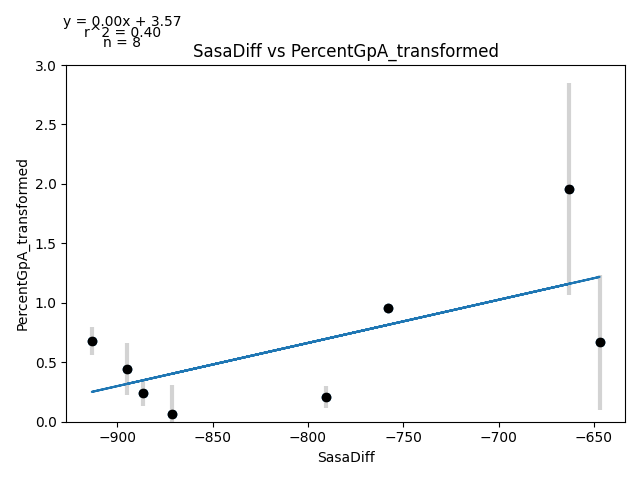 y = 0.00x + 3.57
r^2 = 0.40
n = 8
SasaDiff vs PercentGpA_transformed
3.0
2.5
2.0
1.5
1.0
0.5
0.0
PercentGpA_transformed
−900 −850 −800 −750 −700 −650
SasaDiff